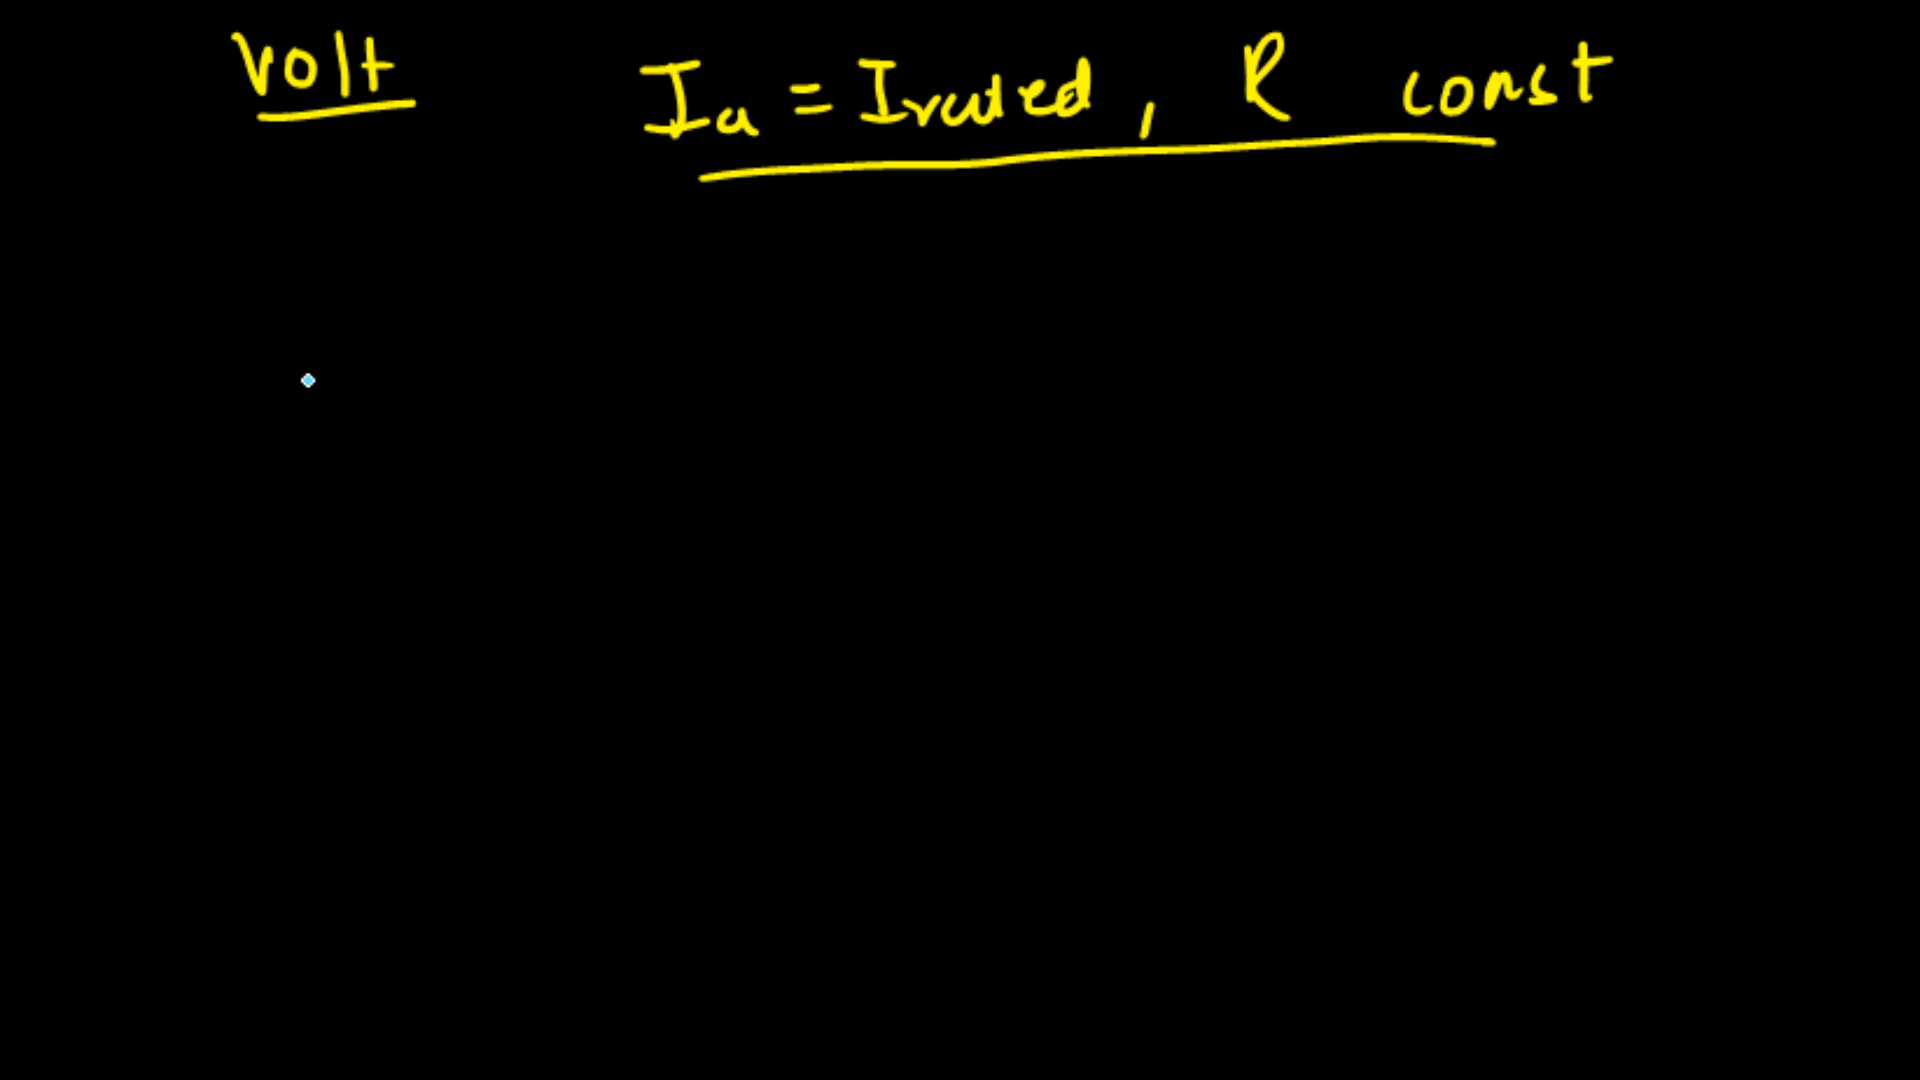 Volt Ia = Irated, R const